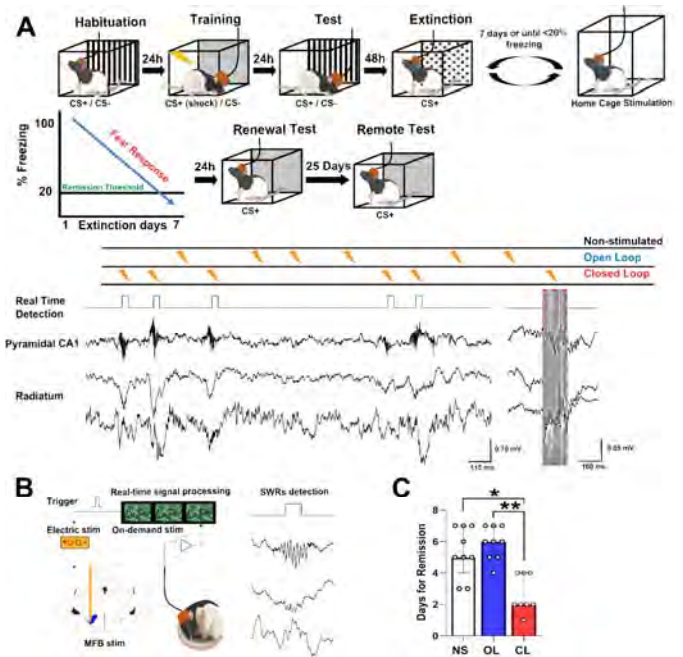 A
Habituation Training Test Extinction
24h 24h 48h
7 days or until <20%
freezing
CS+ / CS- CS+ (shock) / CS- CS+ / CS- CS+ Home Cage Stimulation
100
% Freezing
Fear Response
Remission Threshold
20
1 Extinction days 7
Renewal Test Remote Test
24h 25 Days
CS+ CS+
Non-stimulated
Open Loop
Closed Loop
Real Time
Detection
Pyramidal CA1
Radiatum
115 ms
100 ms
0.05 mV
B
Real-time signal processing SWRs detection
Trigger
Electric stim On-demand stim
MFB stim
C
* **
Days for Remission
8
6
4
2
0
NS OL CL